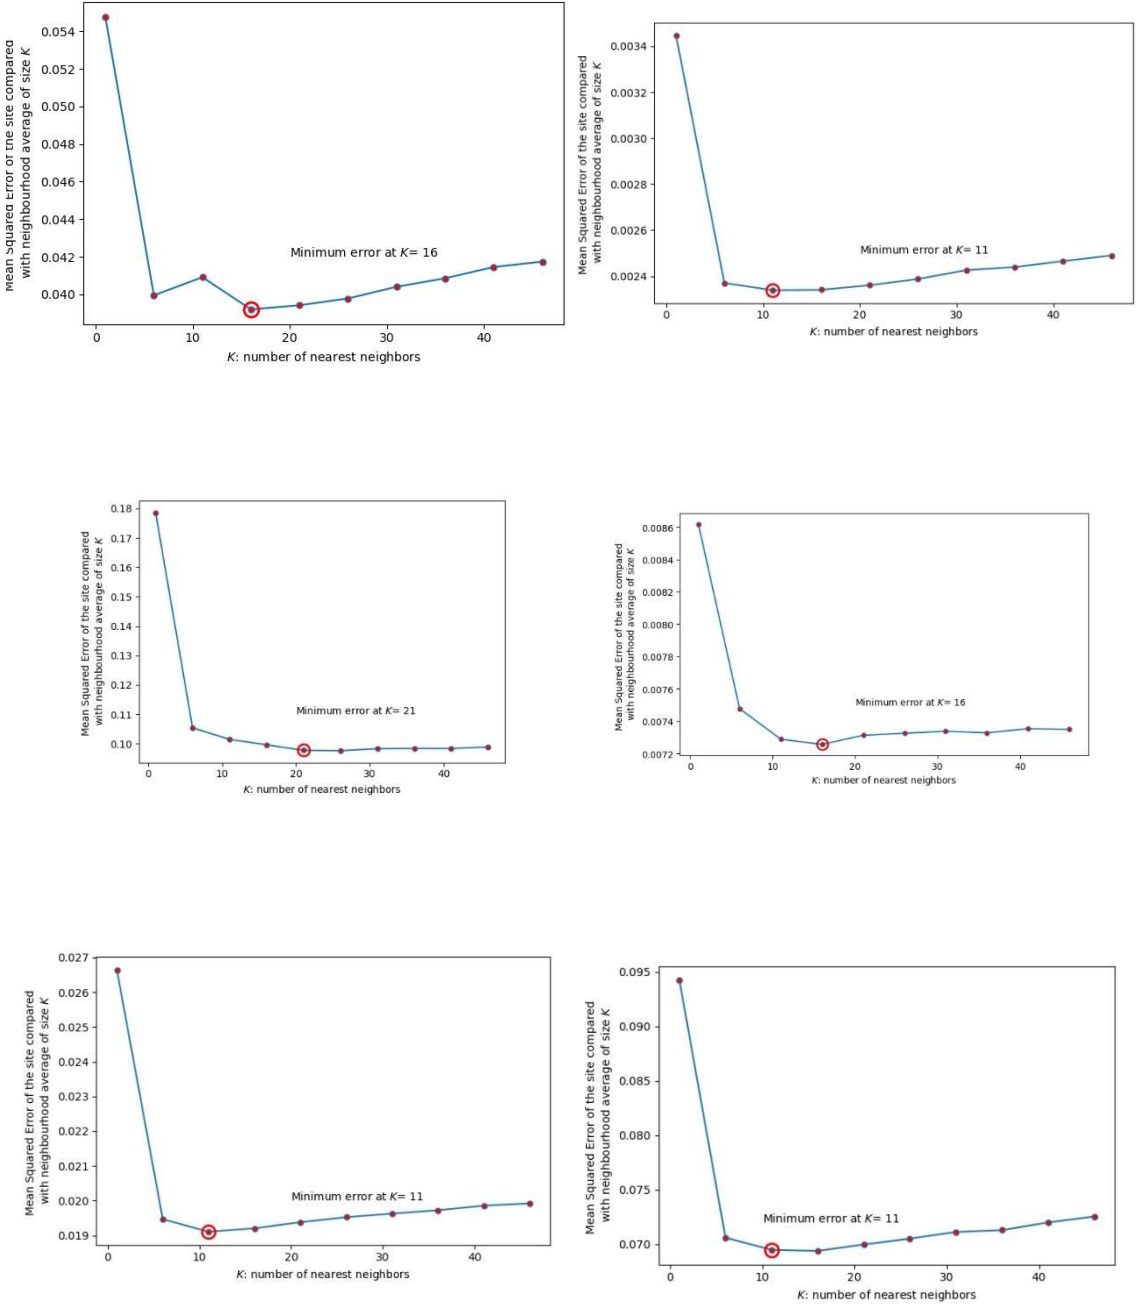 Mean Squared Error of the site compared
with neighbourhood average of size K
0.054
0.052
0.050
0.048
0.046
0.044
0.042
0.040
Minimum error at K= 16
0 10 20 30 40
K: number of nearest neighbors
Mean Squared Error of the site compared
with neighbourhood average of size K
0.0034
0.0032
0.0030
0.0028
0.0026
0.0024
Minimum error at K= 11
0 10 20 30 40
K: number of nearest neighbors
Mean Squared Error of the site compared
with neighbourhood average of size K
0.18
0.17
0.16
0.15
0.14
0.13
0.12
0.11
0.10
Minimum error at K= 21
0 10 20 30 40
K: number of nearest neighbors
Mean Squared Error of the site compared
with neighbourhood average of size K
0.0086
0.0084
0.0082
0.0080
0.0078
0.0076
0.0074
0.0072
Minimum error at K= 16
0 10 20 30 40
K: number of nearest neighbors
Mean Squared Error of the site compared
with neighbourhood average of size K
0.027
0.026
0.025
0.024
0.023
0.022
0.021
0.020
0.019
Minimum error at K= 11
0 10 20 30 40
K: number of nearest neighbors
Mean Squared Error of the site compared
with neighbourhood average of size K
0.095
0.090
0.085
0.080
0.075
0.070
Minimum error at K= 11
0 10 20 30 40
K: number of nearest neighbors